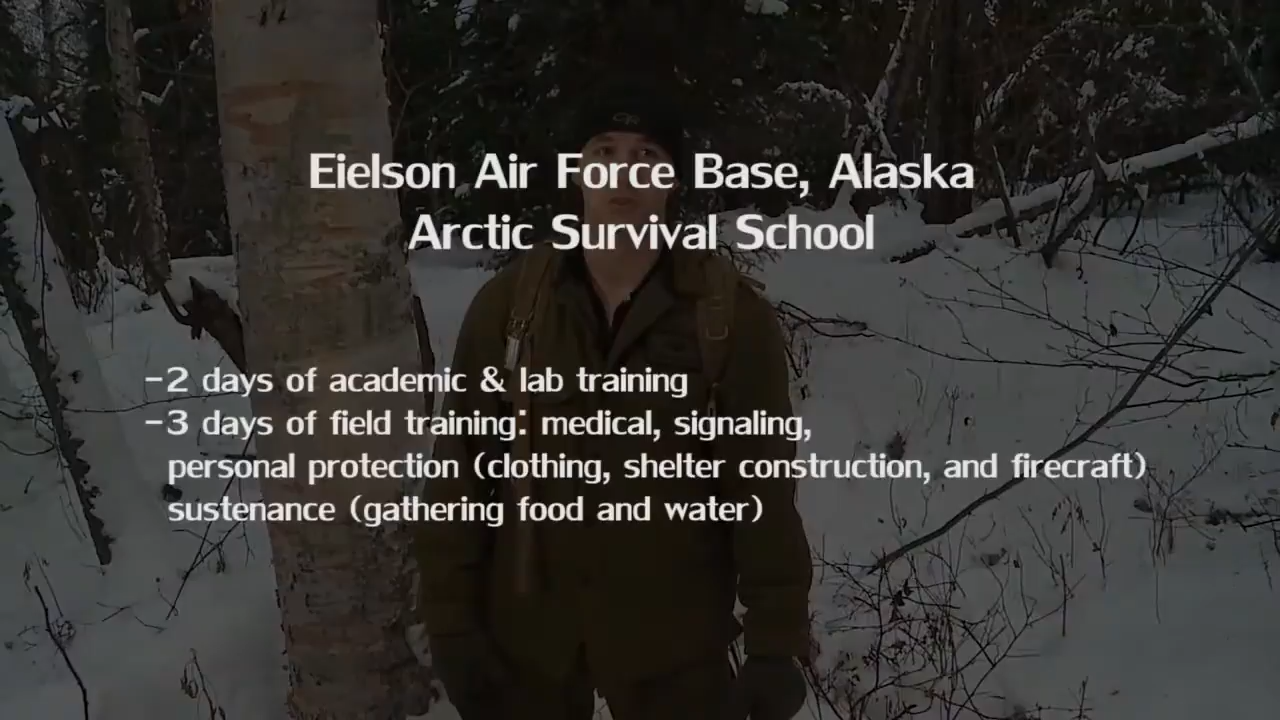 Eielson Air Force Base, Alaska
Arctic Survival School
-2 days of academic & lab training
-3 days of field training: medical, signaling,
personal protection (clothing, shelter construction, and firecraft)
sustenance (gathering food and water)